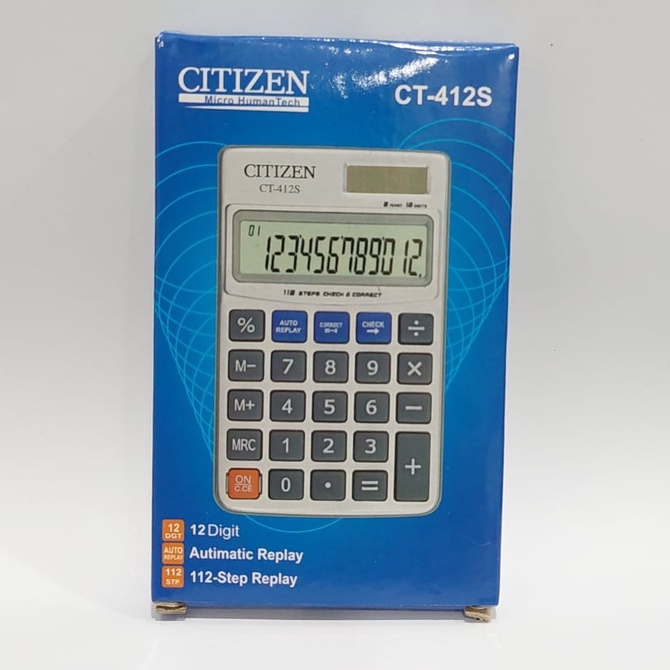 CITIZEN
Micro HumanTech
CT-412S
CITIZEN
CT-412S
01
123456789012.
112 STEPS CHECK & CORRECT
% AUTO REPLAY CORRECT CHECK → ÷
M− 7 8 9 ×
M+ 4 5 6 −
MRC 1 2 3 +
ON C.CE 0 . =
12 DGT 12 Digit
AUTO REPLAY Autimatic Replay
112 STP 112-Step Replay